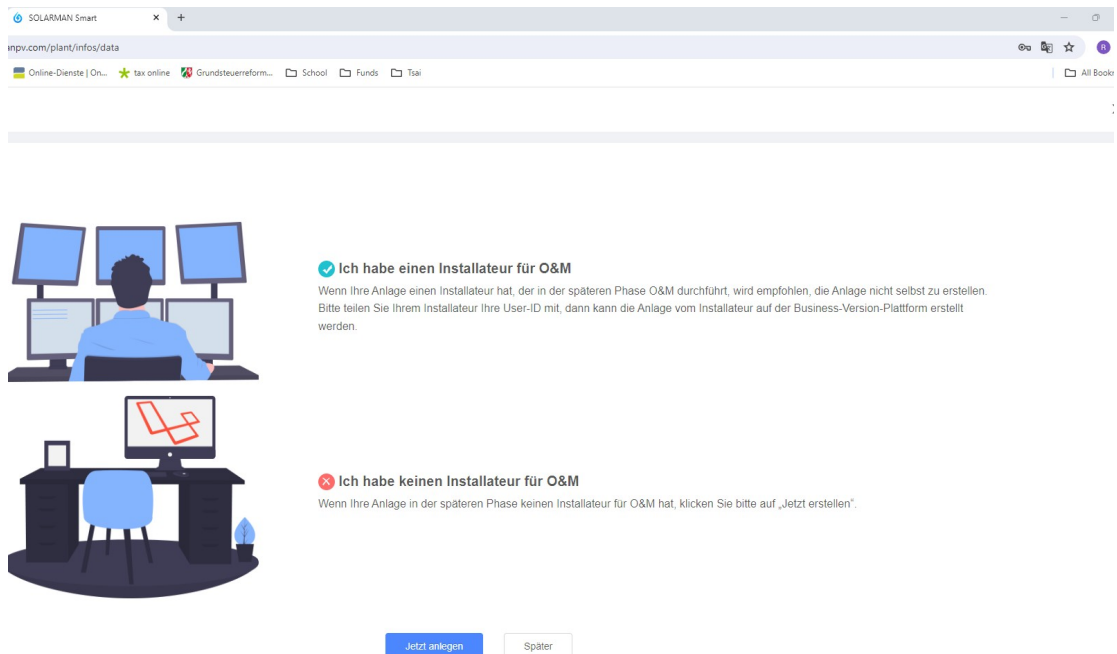 SOLARMAN Smart
anpv.com/plant/infos/data
R
Online-Dienste | On... tax online Grundsteuerreform... School Funds Tsai
Ich habe einen Installateur für O&M
Wenn Ihre Anlage einen Installateur hat, der in der späteren Phase O&M durchführt, wird empfohlen, die Anlage nicht selbst zu erstellen.
Bitte teilen Sie Ihrem Installateur Ihre User-ID mit, dann kann die Anlage vom Installateur auf der Business-Version-Plattform erstellt
werden.
Ich habe keinen Installateur für O&M
Wenn Ihre Anlage in der späteren Phase keinen Installateur für O&M hat, klicken Sie bitte auf „Jetzt erstellen“.
Jetzt anlegen Später